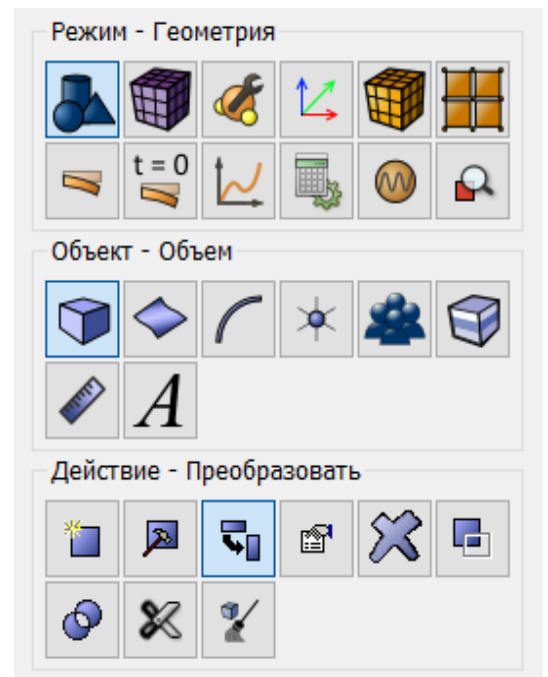 Режим - Геометрия
t = 0
Объект - Объем
A
Действие - Преобразовать